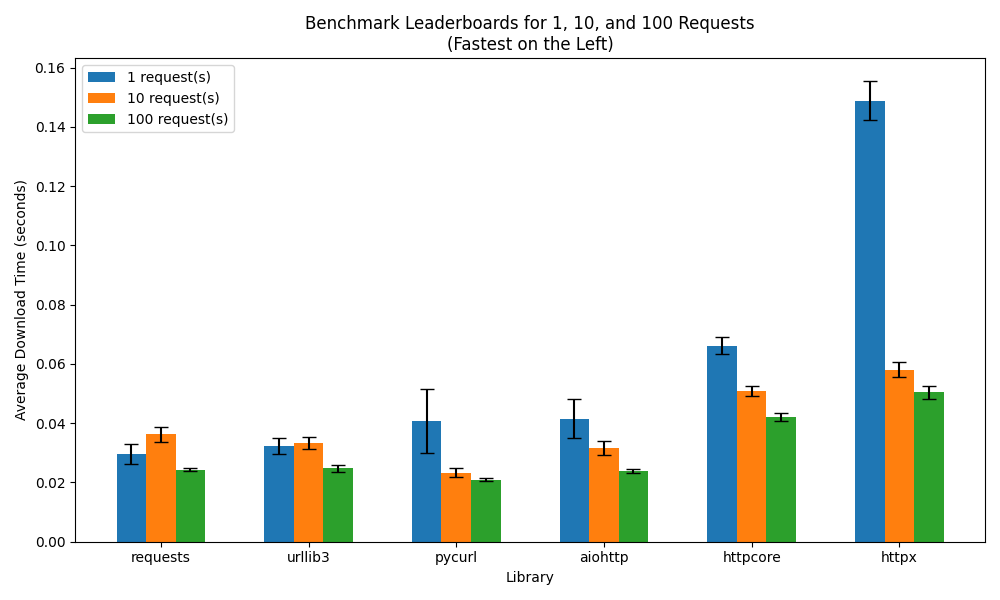 Benchmark Leaderboards for 1, 10, and 100 Requests
(Fastest on the Left)
1 request(s)
10 request(s)
100 request(s)
Average Download Time (seconds)
0.16
0.14
0.12
0.10
0.08
0.06
0.04
0.02
0.00
requests
urllib3
pycurl
aiohttp
httpcore
httpx
Library